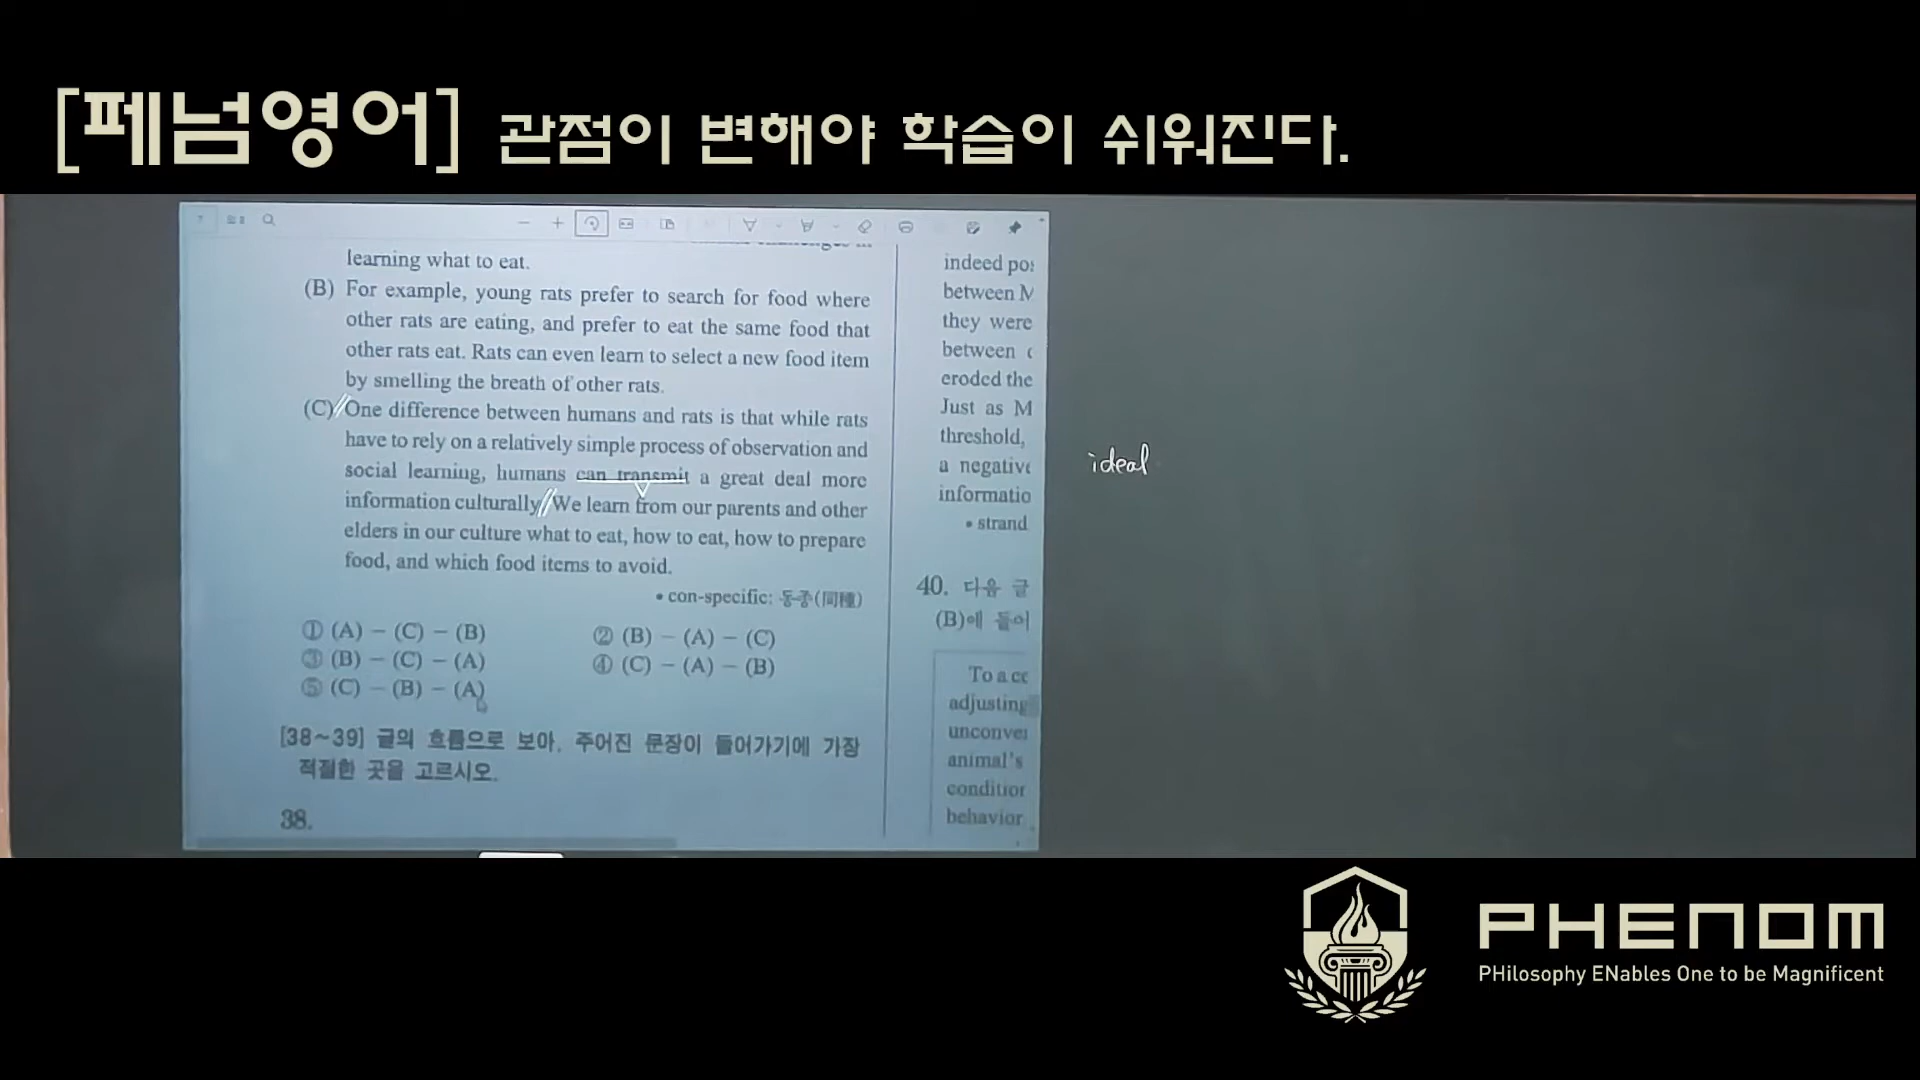 [페넘영어] 관점이 변해야 학습이 쉬워진다.
learning what to eat.
(B) For example, young rats prefer to search for food where
other rats are eating, and prefer to eat the same food that
other rats eat. Rats can even learn to select a new food item
by smelling the breath of other rats.
(C) One difference between humans and rats is that while rats
have to rely on a relatively simple process of observation and
social learning, humans can transmit a great deal more
information culturally. We learn from our parents and other
elders in our culture what to eat, how to eat, how to prepare
food, and which food items to avoid.
* con-specific: 동종(同種)
① (A) - (C) - (B)
② (B) - (A) - (C)
③ (B) - (C) - (A)
④ (C) - (A) - (B)
⑤ (C) - (B) - (A)
[38~39] 글의 흐름으로 보아, 주어진 문장이 들어가기에 가장
적절한 곳을 고르시오.
38.
indeed pos
between M
they were
between
eroded the
Just as M
threshold,
a negative
informatio
* strand
40. 다음 글
(B)에 들어
To a co
adjusting
unconve
animal's
condition
behavior
ideal
PHENOM
PHilosophy ENables One to be Magnificent